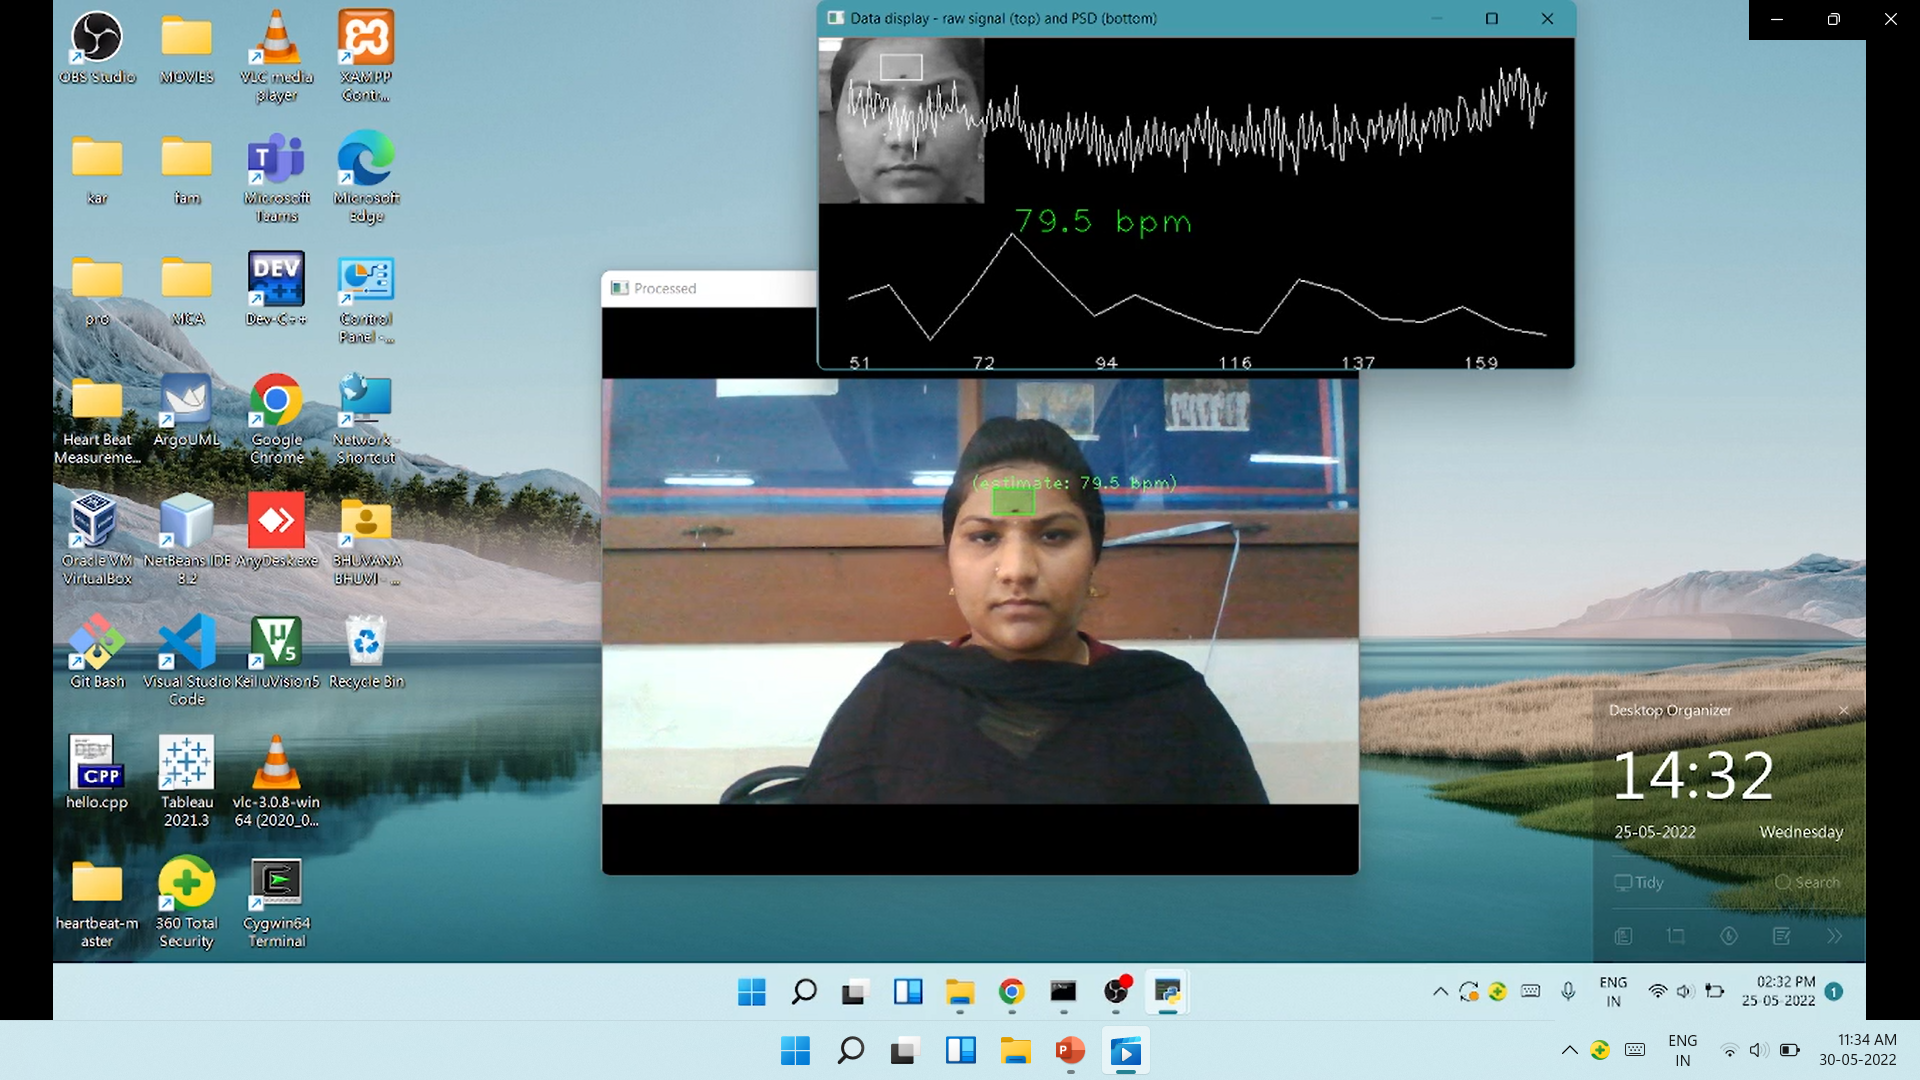 OBS Studio
MOVIES
VLC media
player
XAMPP
Contr...
kar
fam
Microsoft
Teams
Microsoft
Edge
pro
MCA
DEV
C++
Dev-C++
Control
Panel -...
Heart Beat
Measureme...
ArgoUML
Google
Chrome
Network -
Shortcut
Oracle VM
VirtualBox
NetBeans IDE
8.2
AnyDesk.exe
BHUVANA
BHUVI - ...
Git Bash
Visual Studio
Code
Keil uVision5
Recycle Bin
DEV
CPP
hello.cpp
Tableau
2021.3
vlc-3.0.8-win
64 (2020_0...
heartbeat-m
aster
360 Total
Security
Cygwin64
Terminal
Data display - raw signal (top) and PSD (bottom)
79.5 bpm
51 72 94 116 137 159
Processed
(estimate: 79.5 bpm)
Desktop Organizer
14:32
25-05-2022 Wednesday
Tidy Search
ENG
IN
02:32 PM
25-05-2022
1
ENG
IN
11:34 AM
30-05-2022